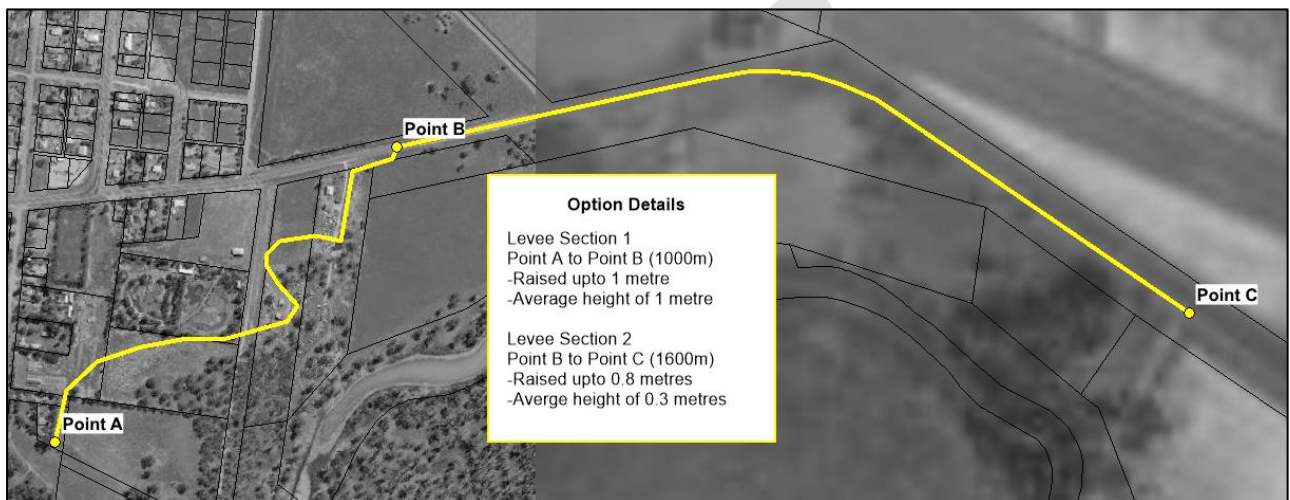 Point B
Option Details
Levee Section 1
Point A to Point B (1000m)
-Raised upto 1 metre
-Average height of 1 metre
Levee Section 2
Point B to Point C (1600m)
-Raised upto 0.8 metres
-Averge height of 0.3 metres
Point C
Point A